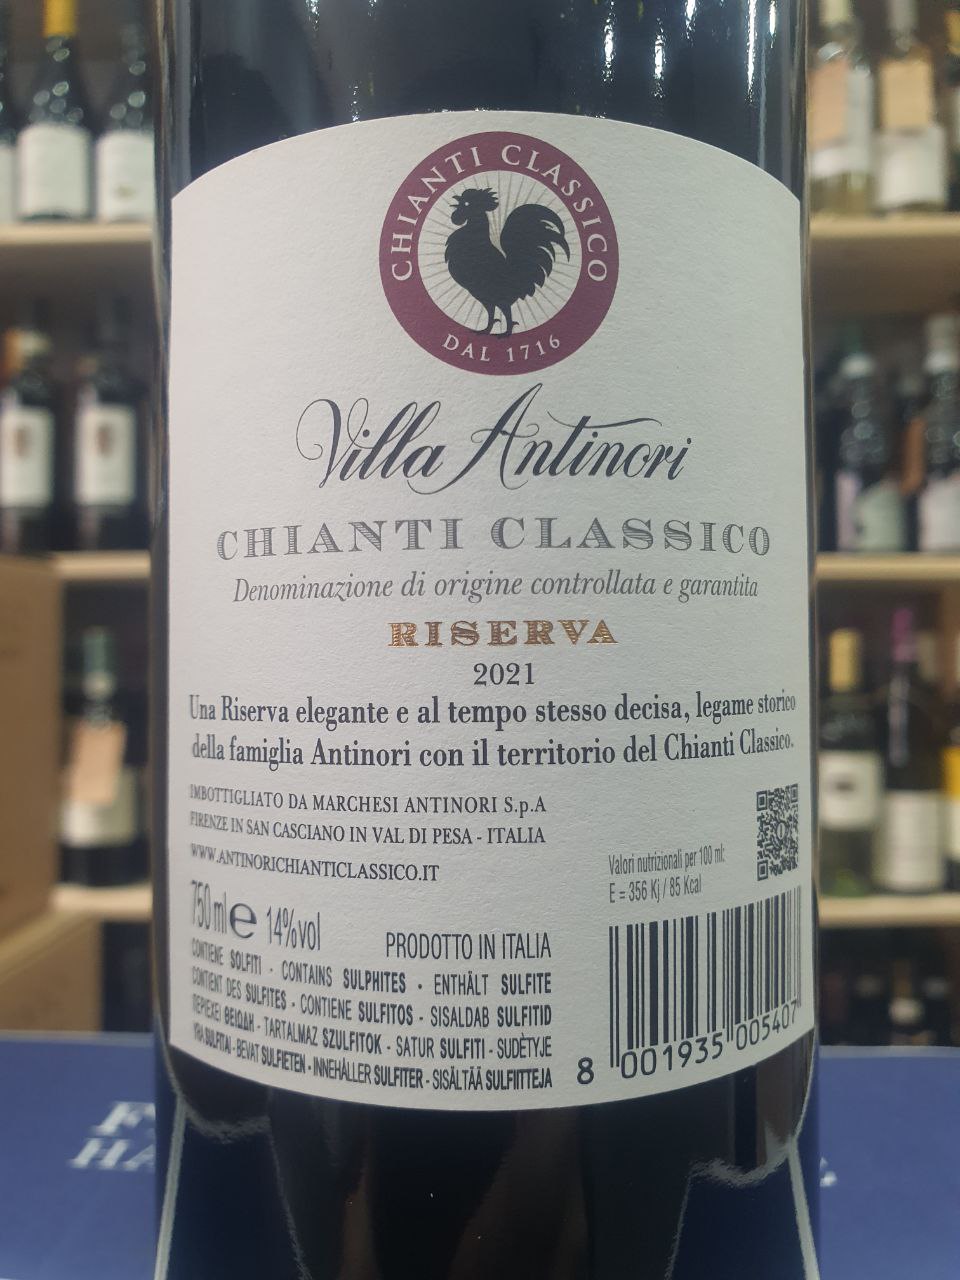 CHIANTI CLASSICO
DAL 1716
Villa Antinori
CHIANTI CLASSICO
Denominazione di origine controllata e garantita
RISERVA
2021
Una Riserva elegante e al tempo stesso decisa, legame storico
della famiglia Antinori con il territorio del Chianti Classico.
IMBOTTIGLIATO DA MARCHESI ANTINORI S.p.A
FIRENZE IN SAN CASCIANO IN VAL DI PESA - ITALIA
WWW.ANTINORICHIANTICLASSICO.IT
Valori nutrizionali per 100 ml:
E = 356 Kj / 85 Kcal
750 ml e 14%vol
PRODOTTO IN ITALIA
CONTIENE SOLFITI - CONTAINS SULPHITES - ENTHÄLT SULFITE
CONTIENT DES SULFITES - CONTIENE SULFITOS - SISALDAB SULFITID
ΠΕΡΙΕΧΕΙ ΘΕΙΩΔΗ - TARTALMAZ SZULFITOK - SATUR SULFITI - SUDĖTYJE
YRA SULFITAI - BEVAT SULFIETEN - INNEHÅLLER SULFITER - SISÄLTÄÄ SULFIITTEJA
8 001935 005407